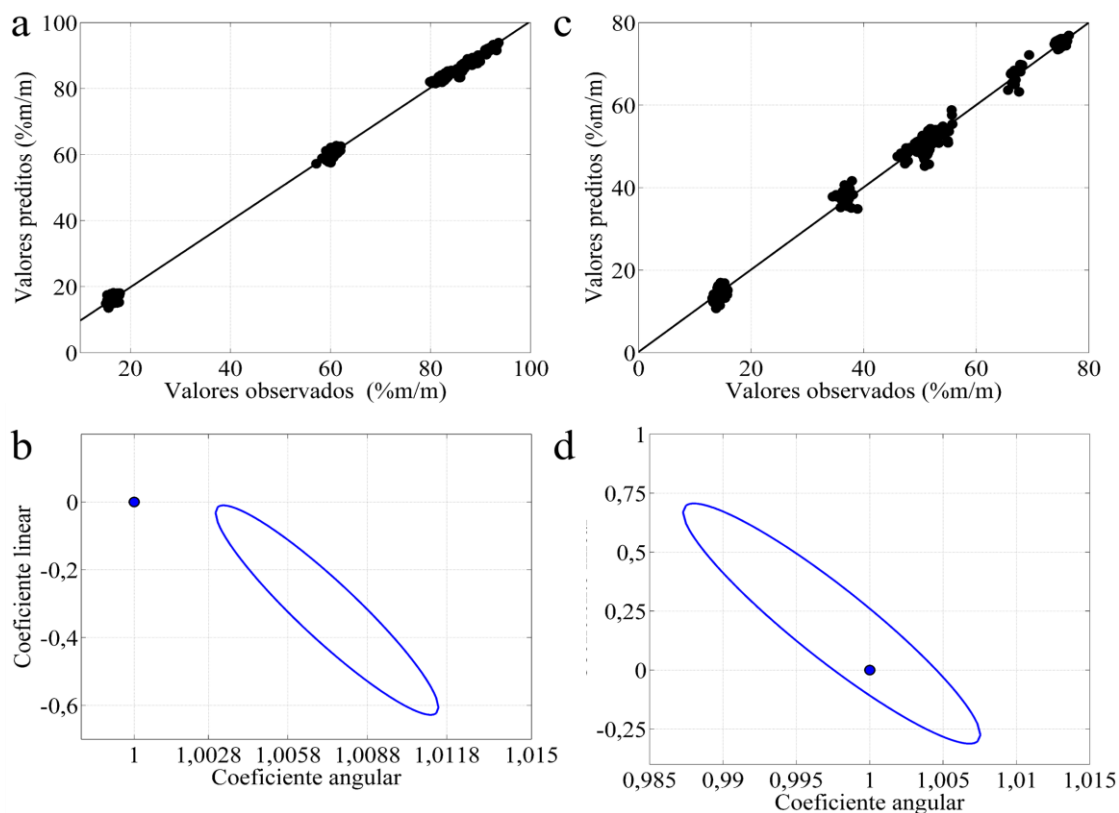 a
100
80
60
40
20
0
Valores preditos (%m/m)
20 40 60 80 100
Valores observados (%m/m)
c
80
60
40
20
0
Valores preditos (%m/m)
0 20 40 60 80
Valores observados (%m/m)
b
0
-0,2
-0,4
-0,6
Coeficiente linear
1 1,0028 1,0058 1,0088 1,0118 1,015
Coeficiente angular
d
1
0,75
0,5
0,25
0
-0,25
0,985 0,99 0,995 1 1,005 1,01 1,015
Coeficiente angular